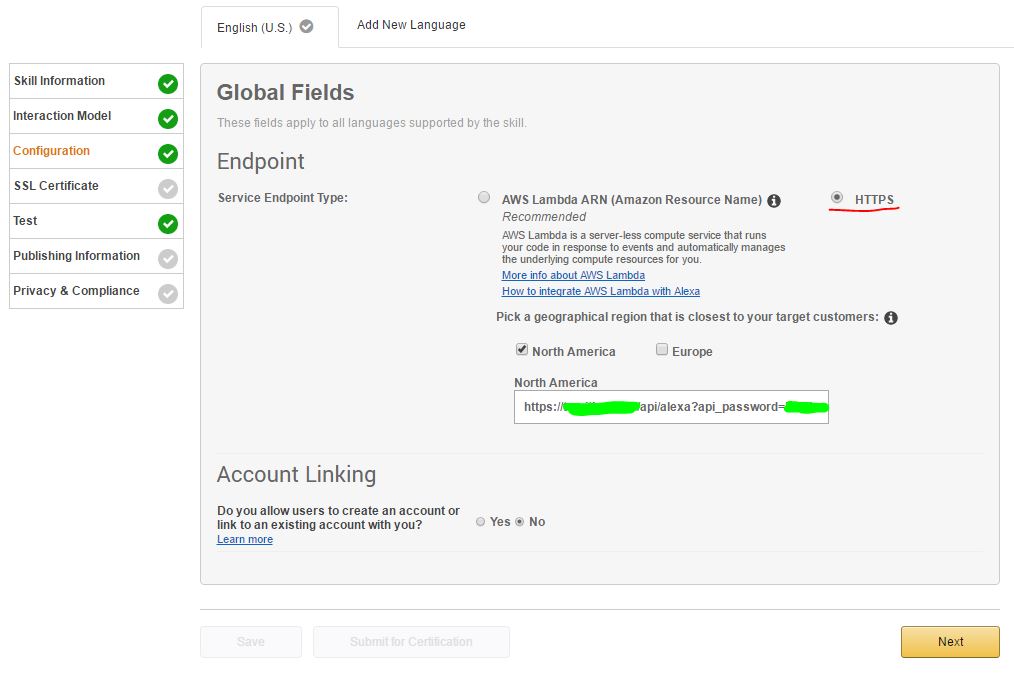 English (U.S.)
Add New Language
Skill Information
Interaction Model
Configuration
SSL Certificate
Test
Publishing Information
Privacy & Compliance
Global Fields
These fields apply to all languages supported by the skill.
Endpoint
Service Endpoint Type:
AWS Lambda ARN (Amazon Resource Name)
HTTPS
Recommended
AWS Lambda is a server-less compute service that runs
your code in response to events and automatically manages
the underlying compute resources for you.
More info about AWS Lambda
How to integrate AWS Lambda with Alexa
Pick a geographical region that is closest to your target customers:
North America
Europe
North America
https:// /api/alexa?api_password=
Account Linking
Do you allow users to create an account or
link to an existing account with you?
Yes No
Learn more
Save
Submit for Certification
Next